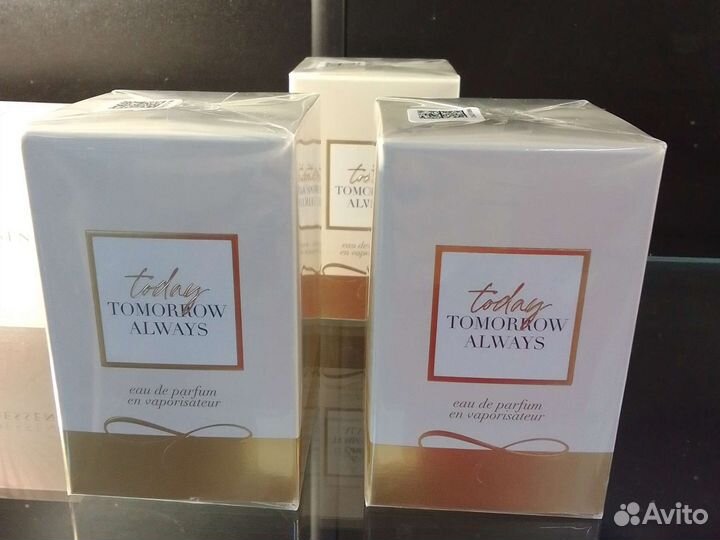 today
TOMORROW
ALWAYS
eau de parfum
en vaporisateur
today
TOMORROW
ALWAYS
eau de parfum
en vaporisateur
Avito